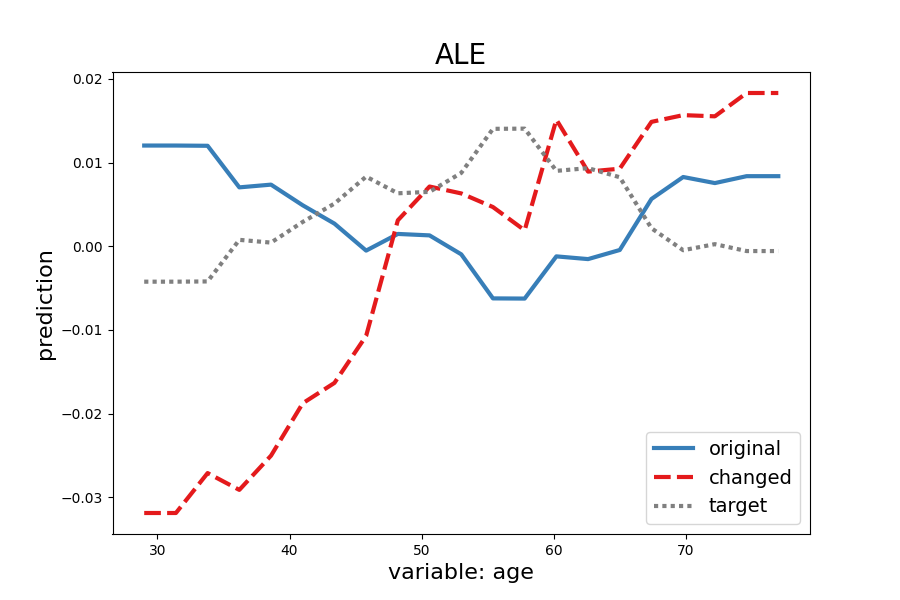 ALE
prediction
0.02
0.01
0.00
−0.01
−0.02
−0.03
30 40 50 60 70
variable: age
original
changed
target